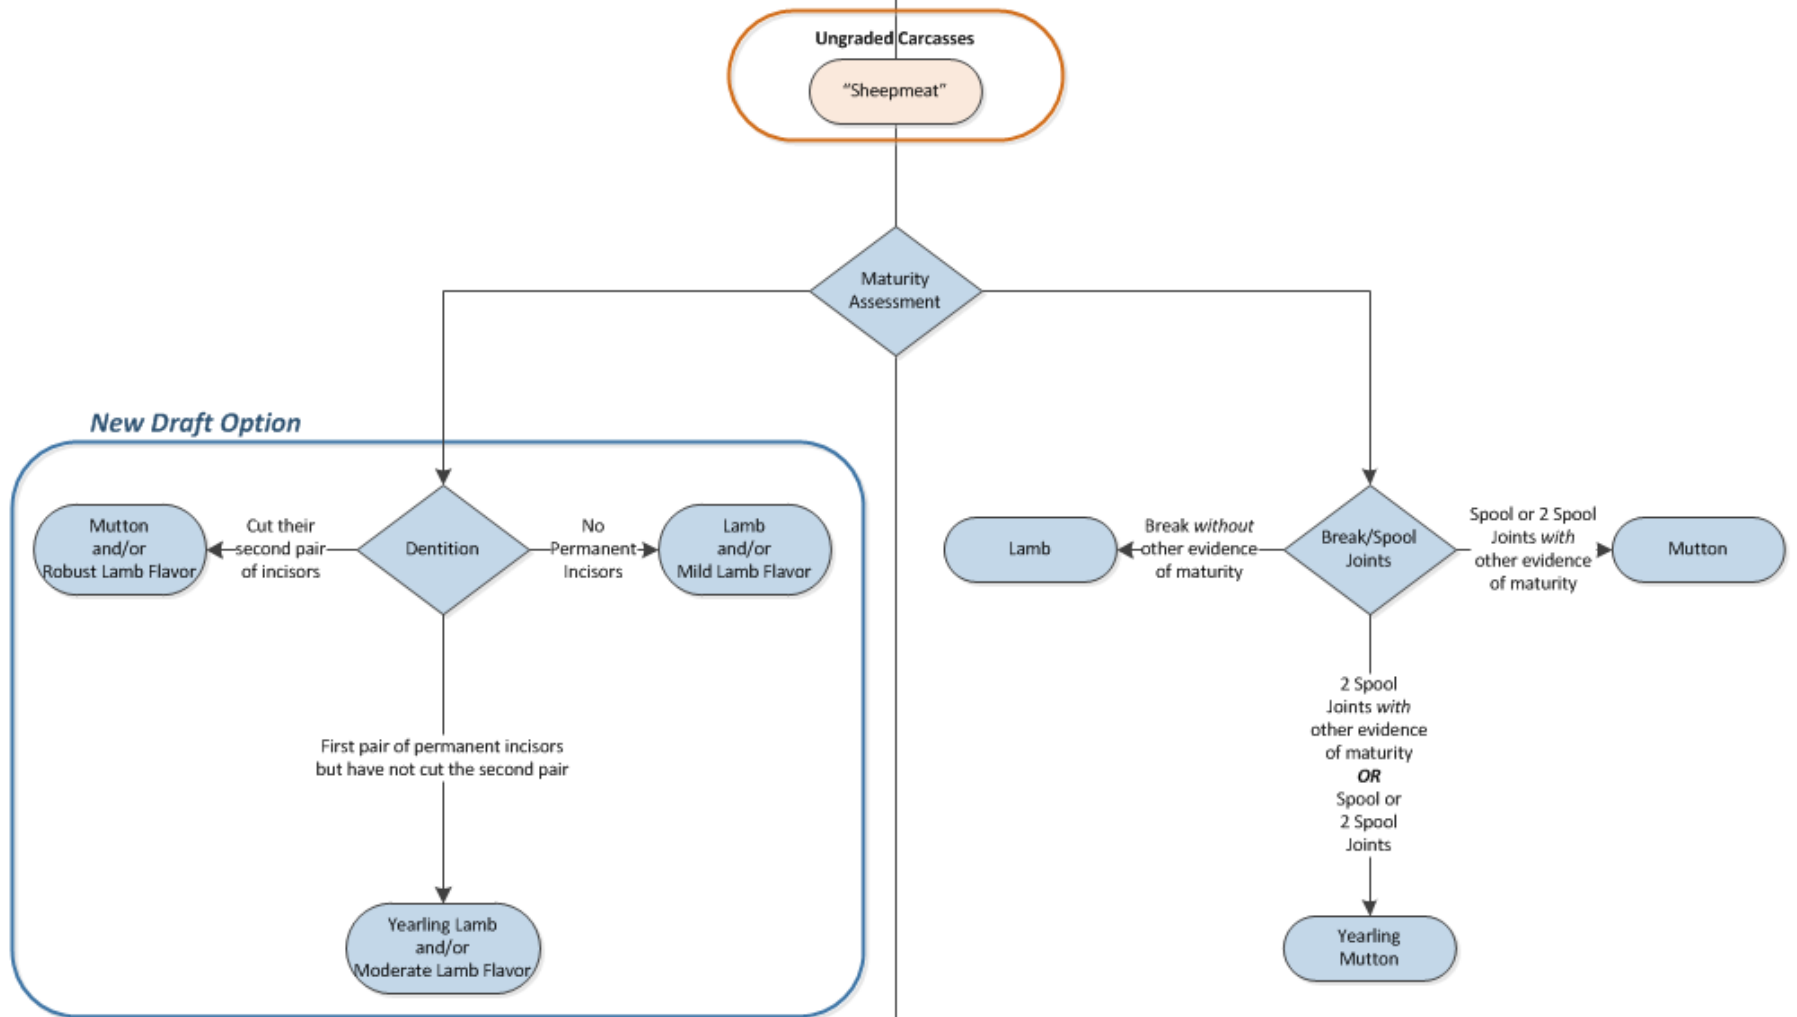 Ungraded Carcasses
“Sheepmeat”
Maturity
Assessment
New Draft Option
Mutton
and/or
Robust Lamb Flavor
Cut their
second pair
of incisors
Dentition
No
Permanent
Incisors
Lamb
and/or
Mild Lamb Flavor
First pair of permanent incisors
but have not cut the second pair
Yearling Lamb
and/or
Moderate Lamb Flavor
Lamb
Break without
other evidence
of maturity
Break/Spool
Joints
Spool or 2 Spool
Joints with
other evidence
of maturity
Mutton
2 Spool
Joints with
other evidence
of maturity
OR
Spool or
2 Spool
Joints
Yearling
Mutton